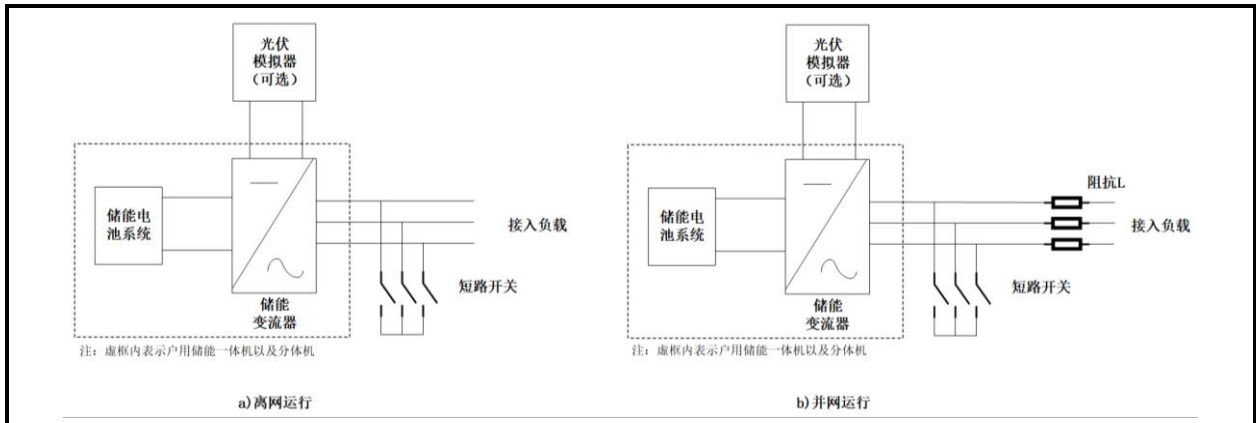 光伏
模拟器
（可选）
储能电
池系统
接入负载
短路开关
储能
变流器
注：虚框内表示户用储能一体机以及分体机
a)离网运行
光伏
模拟器
（可选）
阻抗L
储能电
池系统
接入负载
短路开关
储能
变流器
注：虚框内表示户用储能一体机以及分体机
b)并网运行